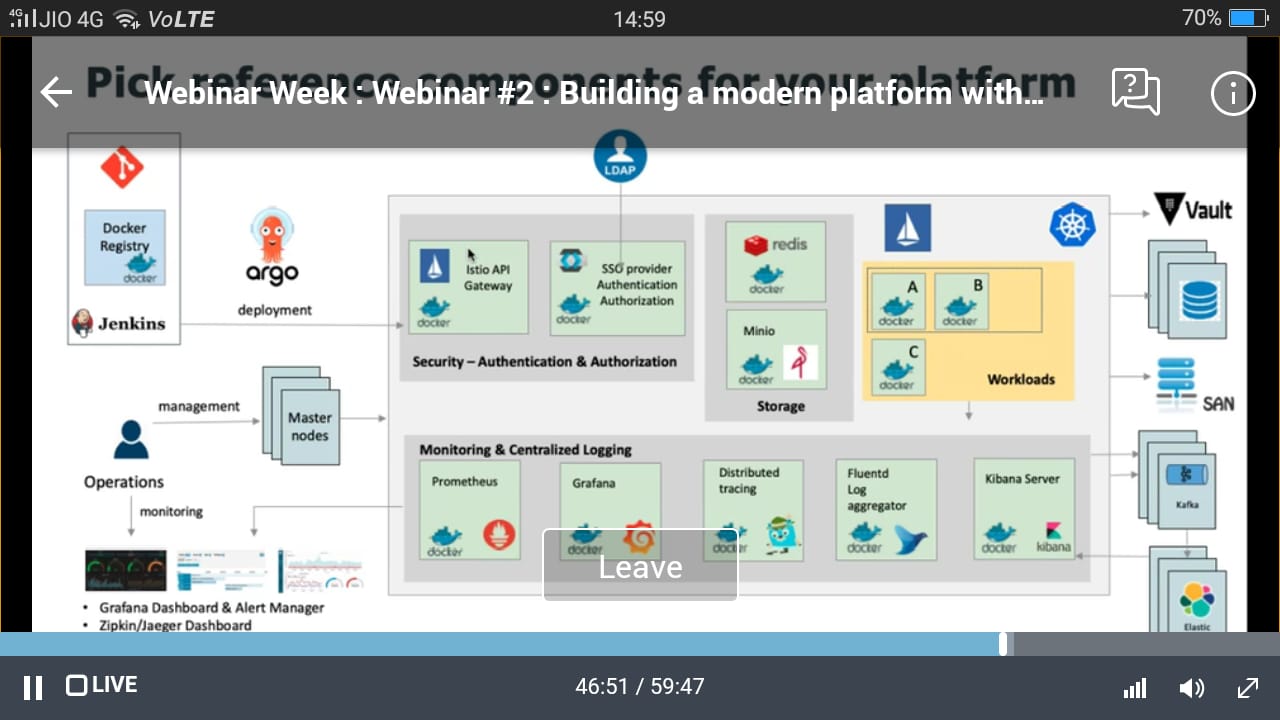 4G JIO 4G VoLTE
14:59
70%
Pick reference components for your platform
Webinar Week : Webinar #2 : Building a modern platform with...
LDAP
Docker
Registry
docker
Jenkins
argo
deployment
Istio API
Gateway
docker
SSO provider
Authentication
Authorization
docker
Security – Authentication & Authorization
redis
docker
Minio
docker
Storage
A
docker
B
docker
C
docker
Workloads
Vault
SAN
management
Master
nodes
Operations
monitoring
Monitoring & Centralized Logging
Prometheus
docker
Grafana
docker
Distributed
tracing
docker
Fluentd
Log
aggregator
docker
Kibana Server
docker
kibana
Kafka
Elastic
Leave
• Grafana Dashboard & Alert Manager
• Zipkin/Jaeger Dashboard
LIVE
46:51 / 59:47